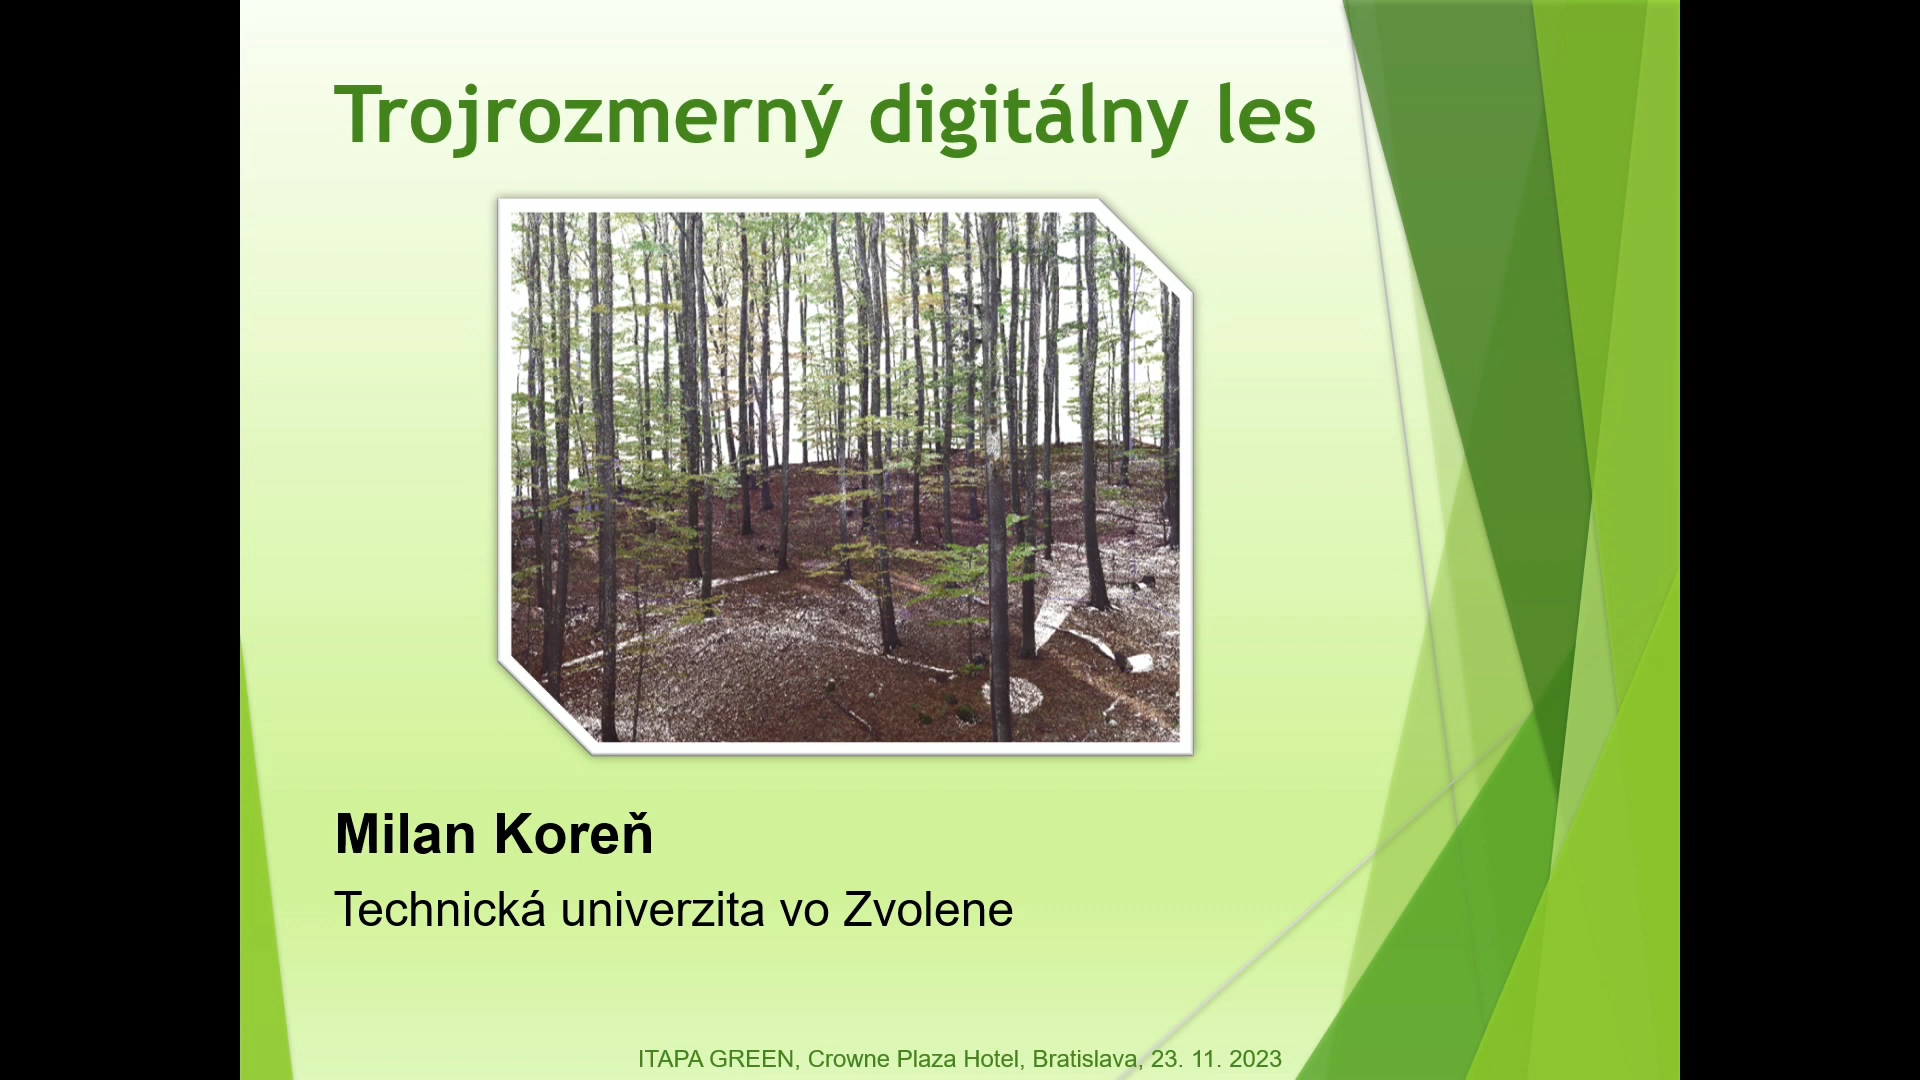 Trojrozmerný digitálny les
Milan Koreň
Technická univerzita vo Zvolene
ITAPA GREEN, Crowne Plaza Hotel, Bratislava, 23. 11. 2023